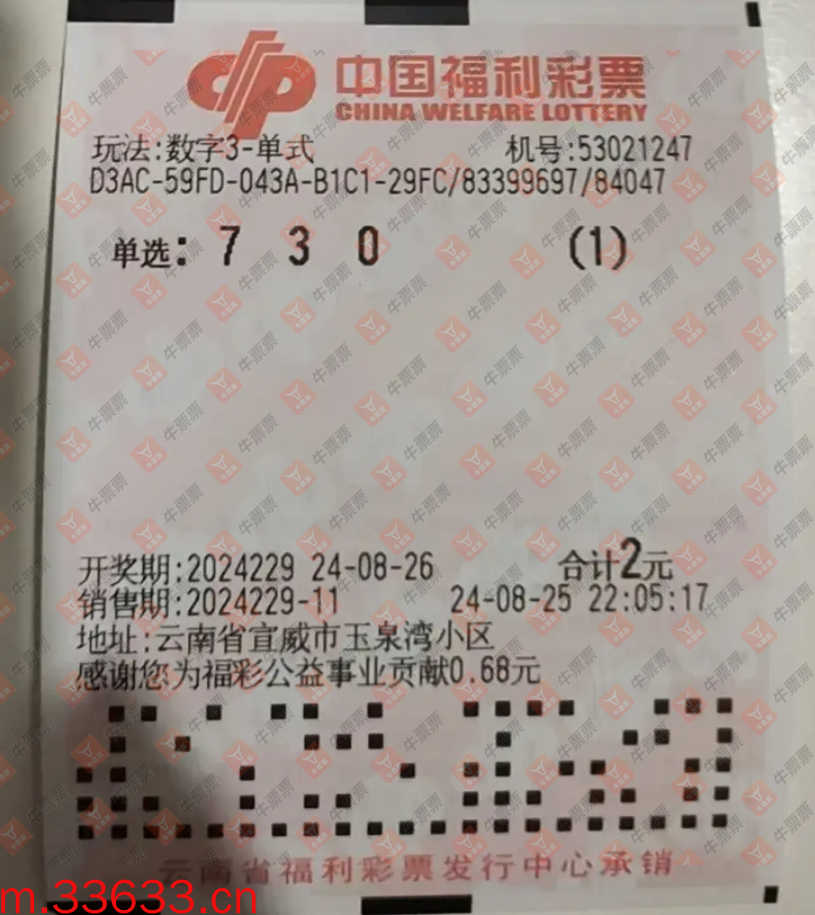 中国福利彩票
CHINA WELFARE LOTTERY
玩法:数字3-单式 机号:53021247
D3AC-59FD-043A-B1C1-29FC/83399697/84047
单选: 7 3 0 (1)
开奖期:2024229 24-08-26 合计2元
销售期:2024229-11 24-08-25 22:05:17
地址:云南省宣威市玉泉湾小区
感谢您为福彩公益事业贡献0.68元
云南省福利彩票发行中心承销
m.33633.cn
牛票票